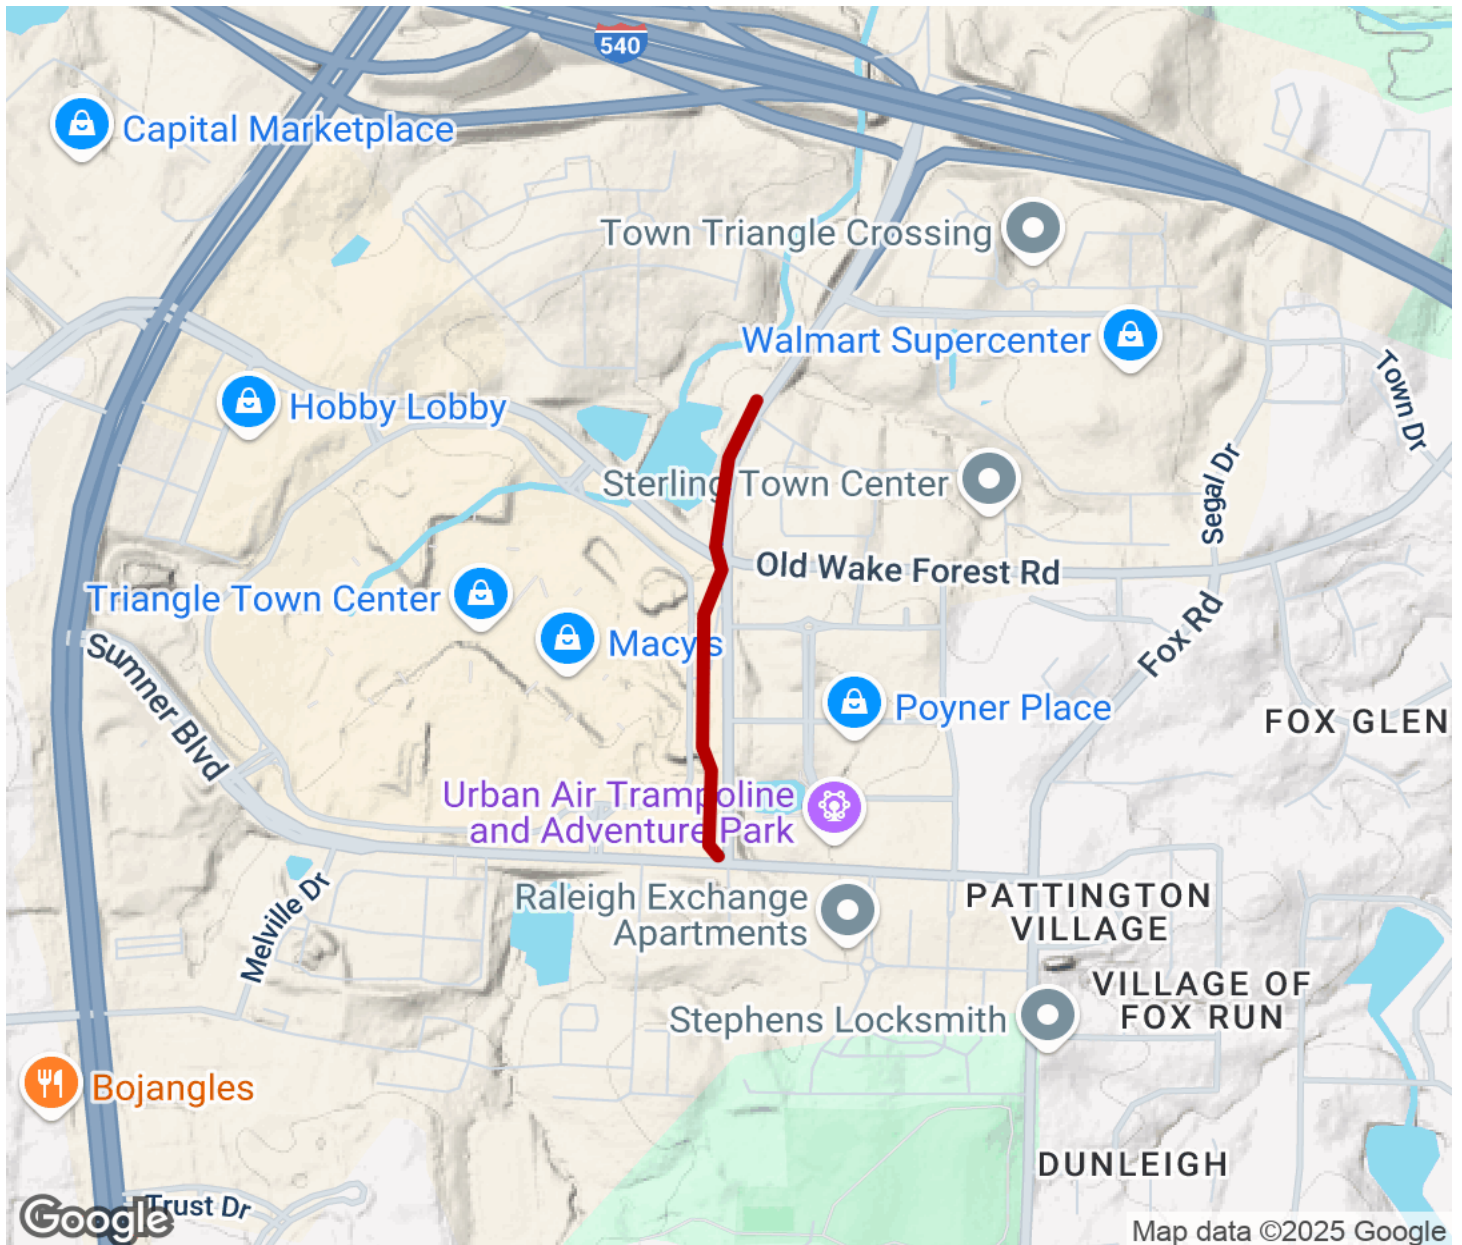 540
Capital Marketplace
Town Triangle Crossing
Walmart Supercenter
Town Dr
Hobby Lobby
Segal Dr
Sterling Town Center
Old Wake Forest Rd
Triangle Town Center
Macy's
Fox Rd
Sumner Blvd
Poyner Place
FOX GLEN
Urban Air Trampoline
and Adventure Park
Raleigh Exchange
Apartments
PATTINGTON
VILLAGE
Melville Dr
VILLAGE OF
FOX RUN
Stephens Locksmith
Bojangles
DUNLEIGH
Trust Dr
Google
Map data ©2025 Google